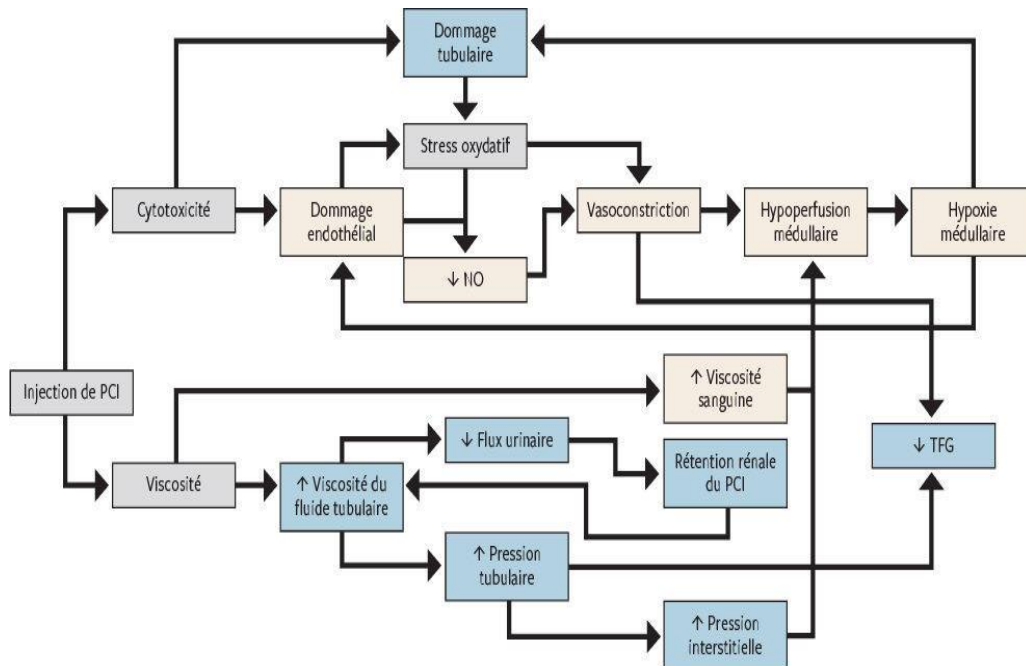 Dommage
tubulaire
Stress oxydatif
Cytotoxicité
Dommage
endothélial
Vasoconstriction
Hypoperfusion
médullaire
Hypoxie
médullaire
↓ NO
Injection de PCI
↑ Viscosité
sanguine
↓ Flux urinaire
↓ TFG
Viscosité
↑ Viscosité du
fluide tubulaire
Rétention rénale
du PCI
↑ Pression
tubulaire
↑ Pression
interstitielle